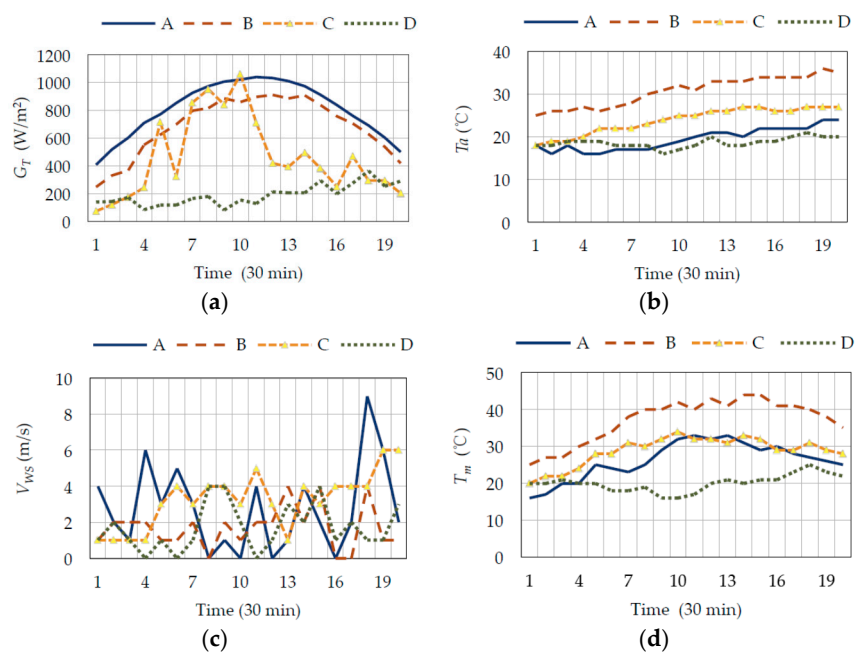 A B C D
1200
1000
800
600
400
200
0
G_T (W/m²)
1 4 7 10 13 16 19
Time (30 min)
(a)
A B C D
40
30
20
10
0
Ta (℃)
1 4 7 10 13 16 19
Time (30 min)
(b)
A B C D
10
8
6
4
2
0
V_WS (m/s)
1 4 7 10 13 16 19
Time (30 min)
(c)
A B C D
50
40
30
20
10
0
T_m (℃)
1 4 7 10 13 16 19
Time (30 min)
(d)